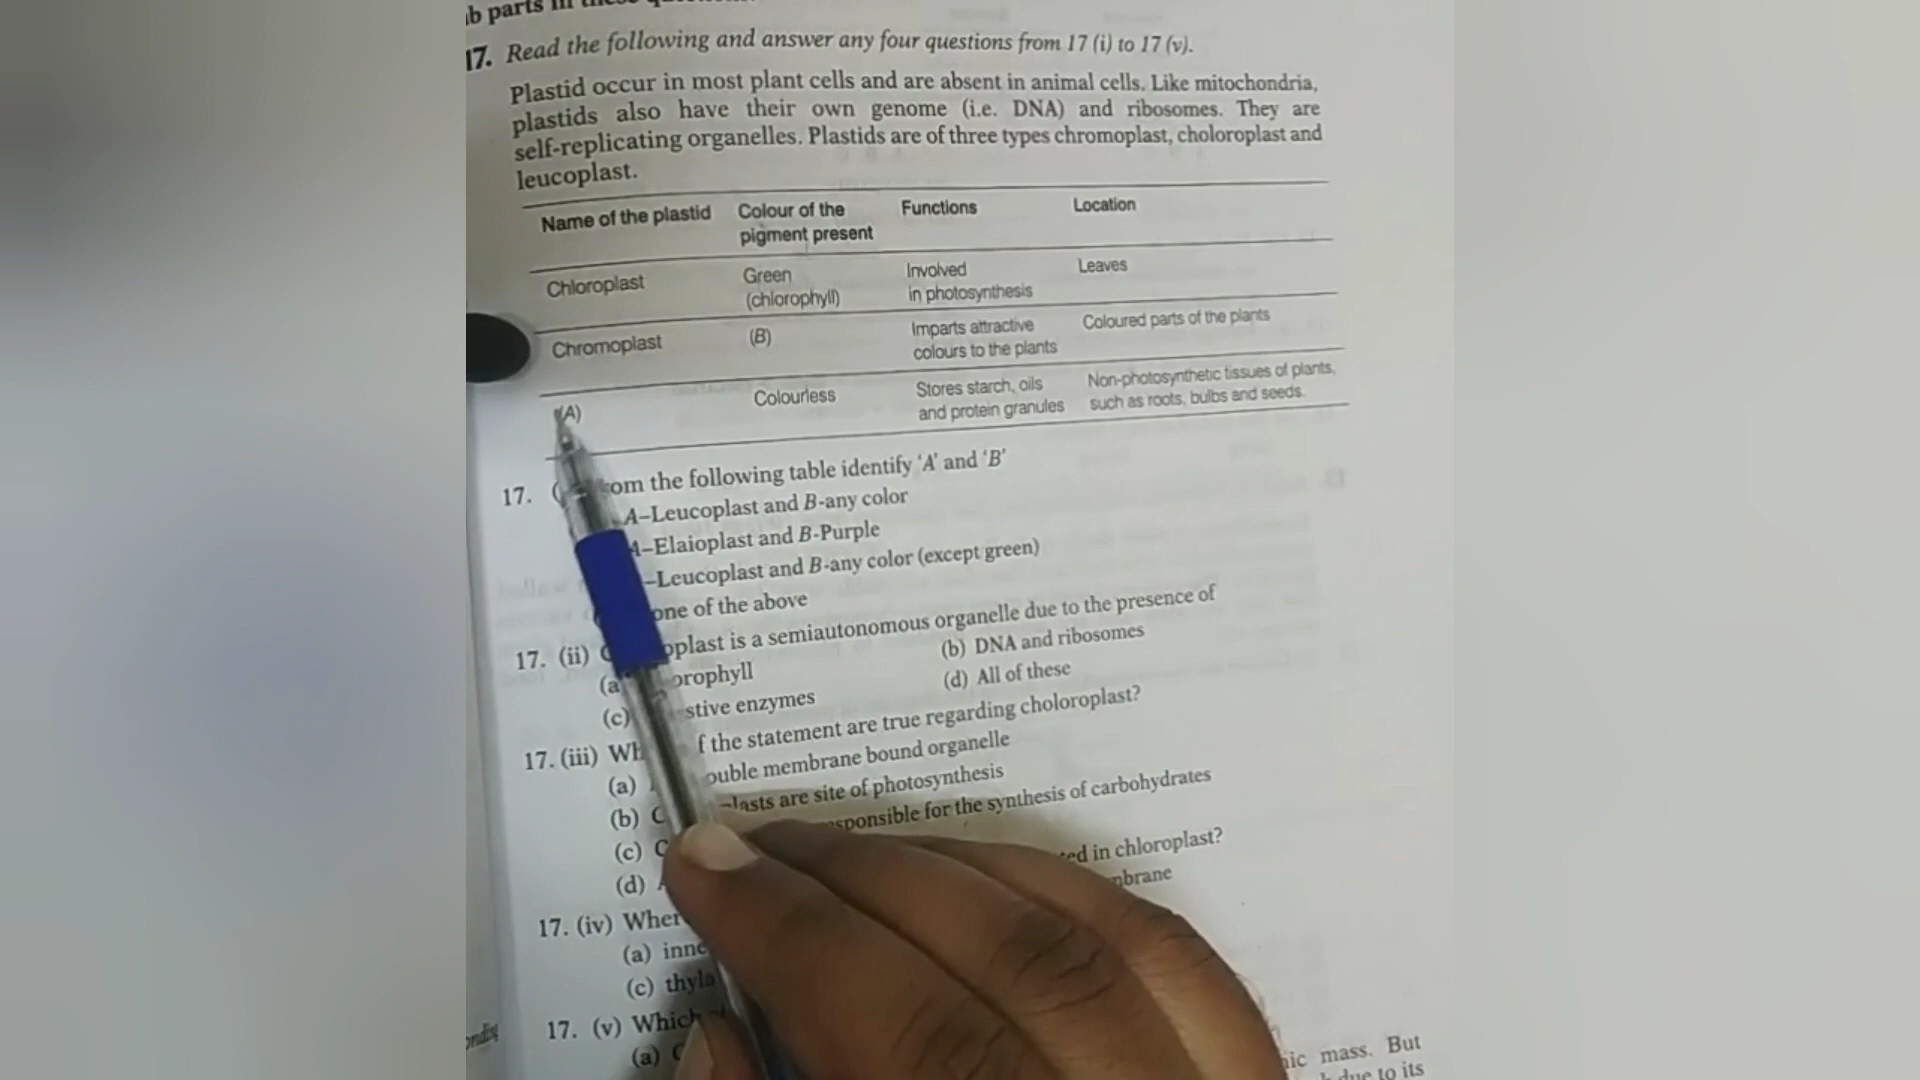 parts in these
17. Read the following and answer any four questions from 17 (i) to 17 (v).
Plastid occur in most plant cells and are absent in animal cells. Like mitochondria,
plastids also have their own genome (i.e. DNA) and ribosomes. They are
self-replicating organelles. Plastids are of three types chromoplast, choloroplast and
leucoplast.
Name of the plastid Colour of the pigment present Functions Location
Chloroplast Green (chlorophyll) Involved in photosynthesis Leaves
Chromoplast (B) Imparts attractive colours to the plants Coloured parts of the plants
(A) Colourless Stores starch, oils and protein granules Non-photosynthetic tissues of plants, such as roots, bulbs and seeds.
17. ( om the following table identify 'A' and 'B'
A–Leucoplast and B-any color
A–Elaioplast and B-Purple
–Leucoplast and B-any color (except green)
one of the above
17. (ii) C oplast is a semiautonomous organelle due to the presence of
(a orophyll (b) DNA and ribosomes
(c) stive enzymes (d) All of these
17. (iii) Wh f the statement are true regarding choloroplast?
(a) ouble membrane bound organelle
(b) C lasts are site of photosynthesis
(c) C sponsible for the synthesis of carbohydrates
(d)
17. (iv) Wher ed in chloroplast?
(a) inne mbrane
(c) thyla
17. (v) Which
(a) C
ic mass. But
due to its